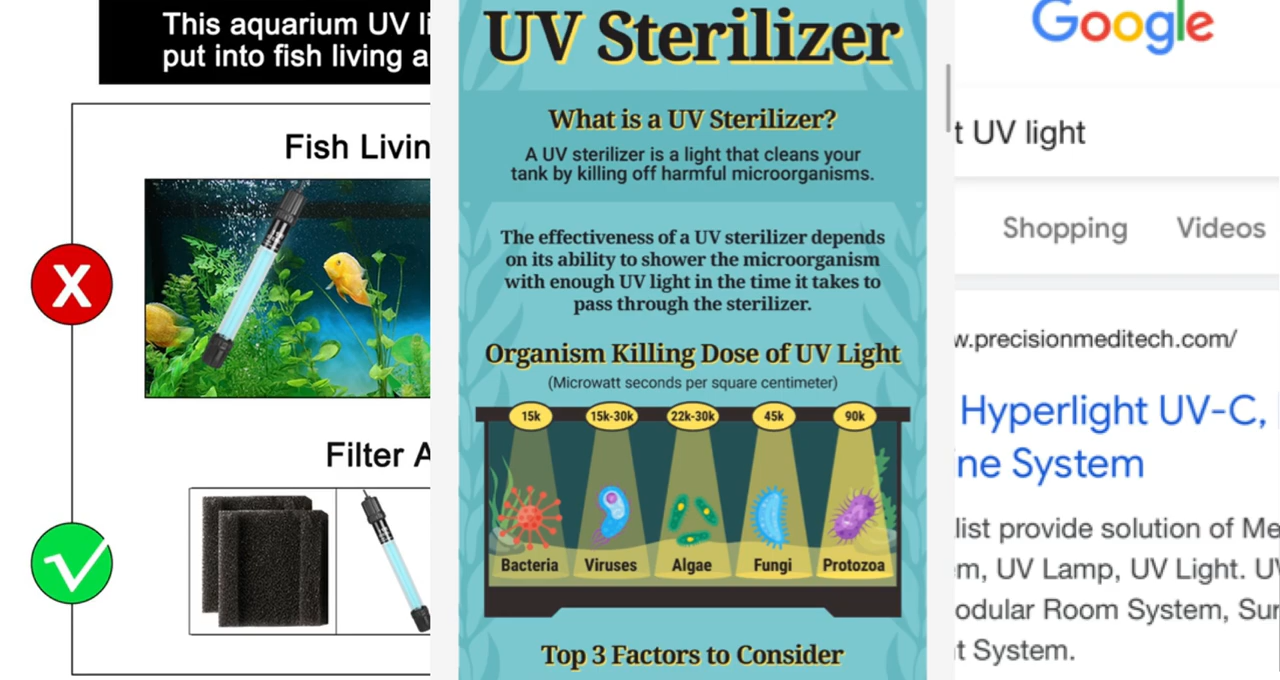 This aquarium UV li
put into fish living a
Fish Livin
X
Filter A
UV Sterilizer
What is a UV Sterilizer?
A UV sterilizer is a light that cleans your
tank by killing off harmful microorganisms.
The effectiveness of a UV sterilizer depends
on its ability to shower the microorganism
with enough UV light in the time it takes to
pass through the sterilizer.
Organism Killing Dose of UV Light
(Microwatt seconds per square centimeter)
15k 15k-30k 22k-30k 45k 90k
Bacteria Viruses Algae Fungi Protozoa
Top 3 Factors to Consider
Google
t UV light
Shopping Videos
w.precisionmeditech.com/
Hyperlight UV-C,
ne System
list provide solution of Me
m, UV Lamp, UV Light. UV
odular Room System, Sur
t System.